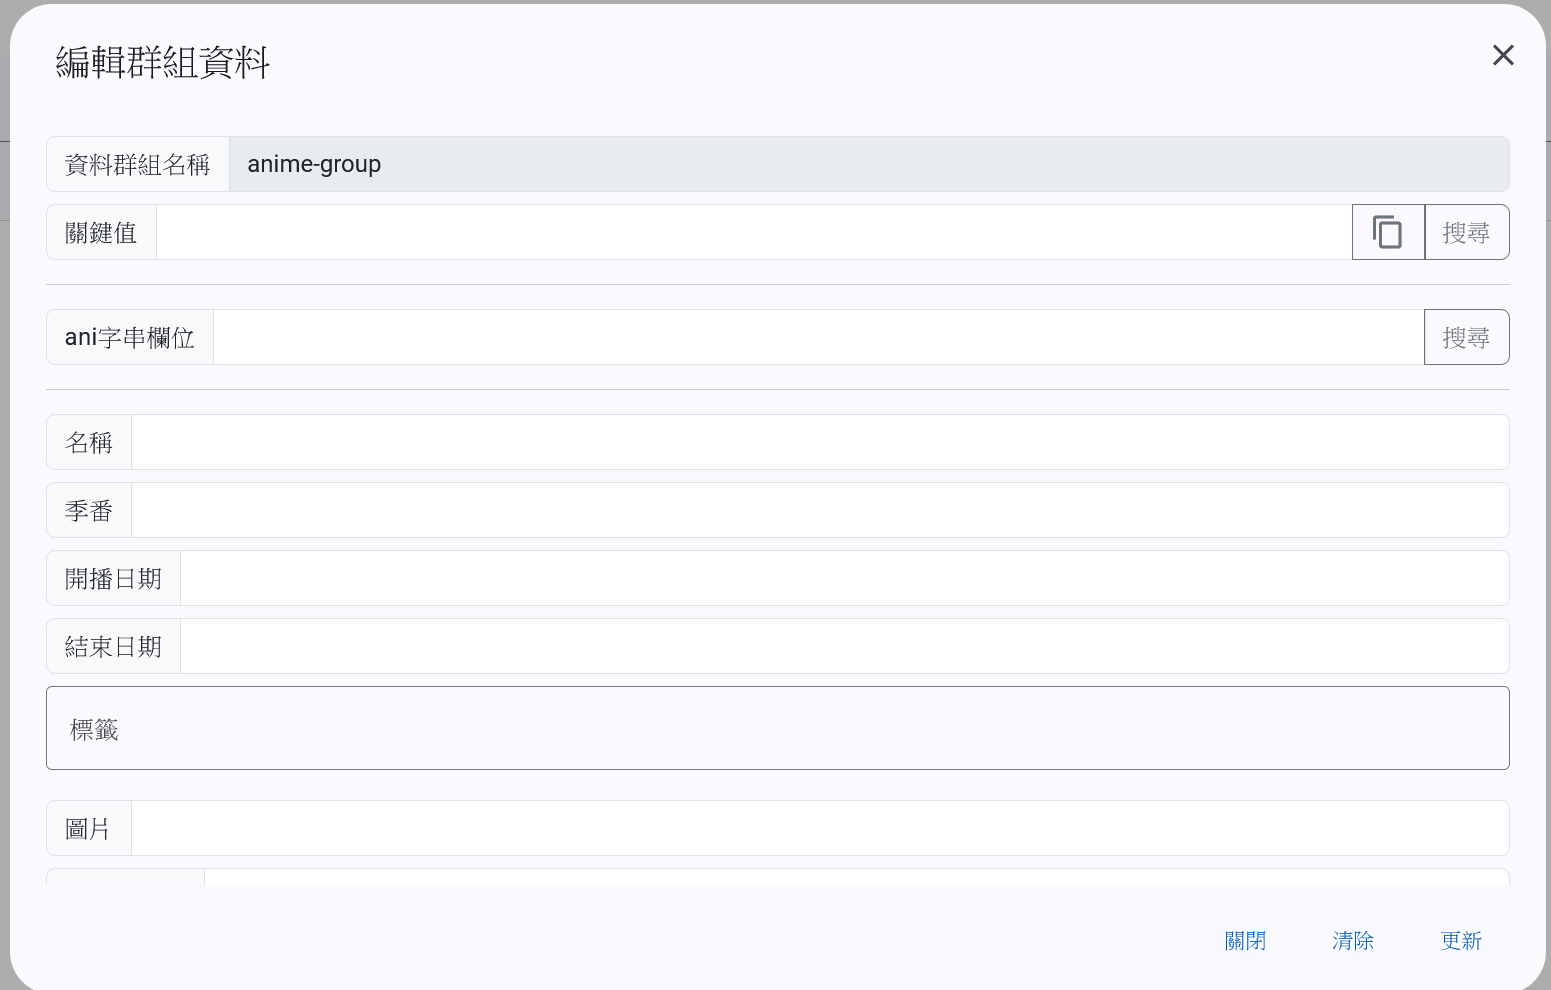 編輯群組資料
資料群組名稱 anime-group
關鍵值 搜尋
ani字串欄位 搜尋
名稱
季番
開播日期
結束日期
標籤
圖片
關閉 清除 更新